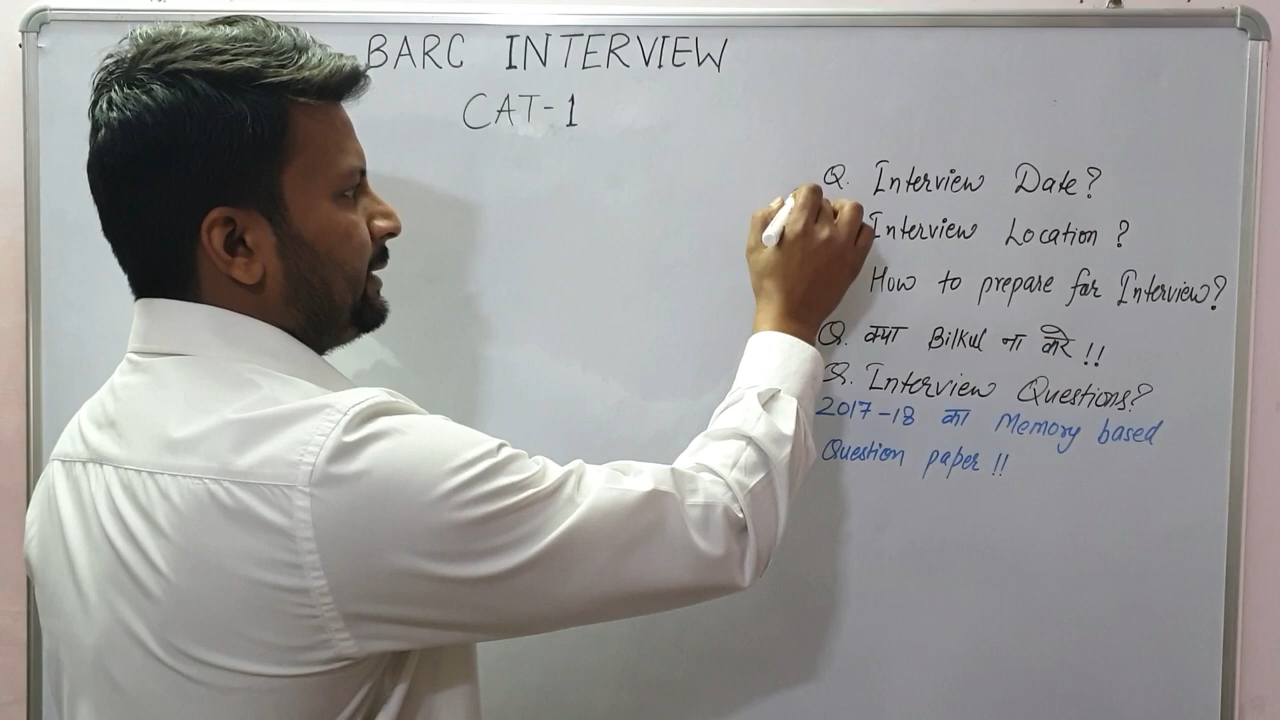 BARC INTERVIEW
CAT-1
Q. Interview Date?
Interview Location?
How to prepare for Interview?
Q. क्या Bilkul ना करे!!
Q. Interview Questions?
2017-18 का Memory based
Question paper!!